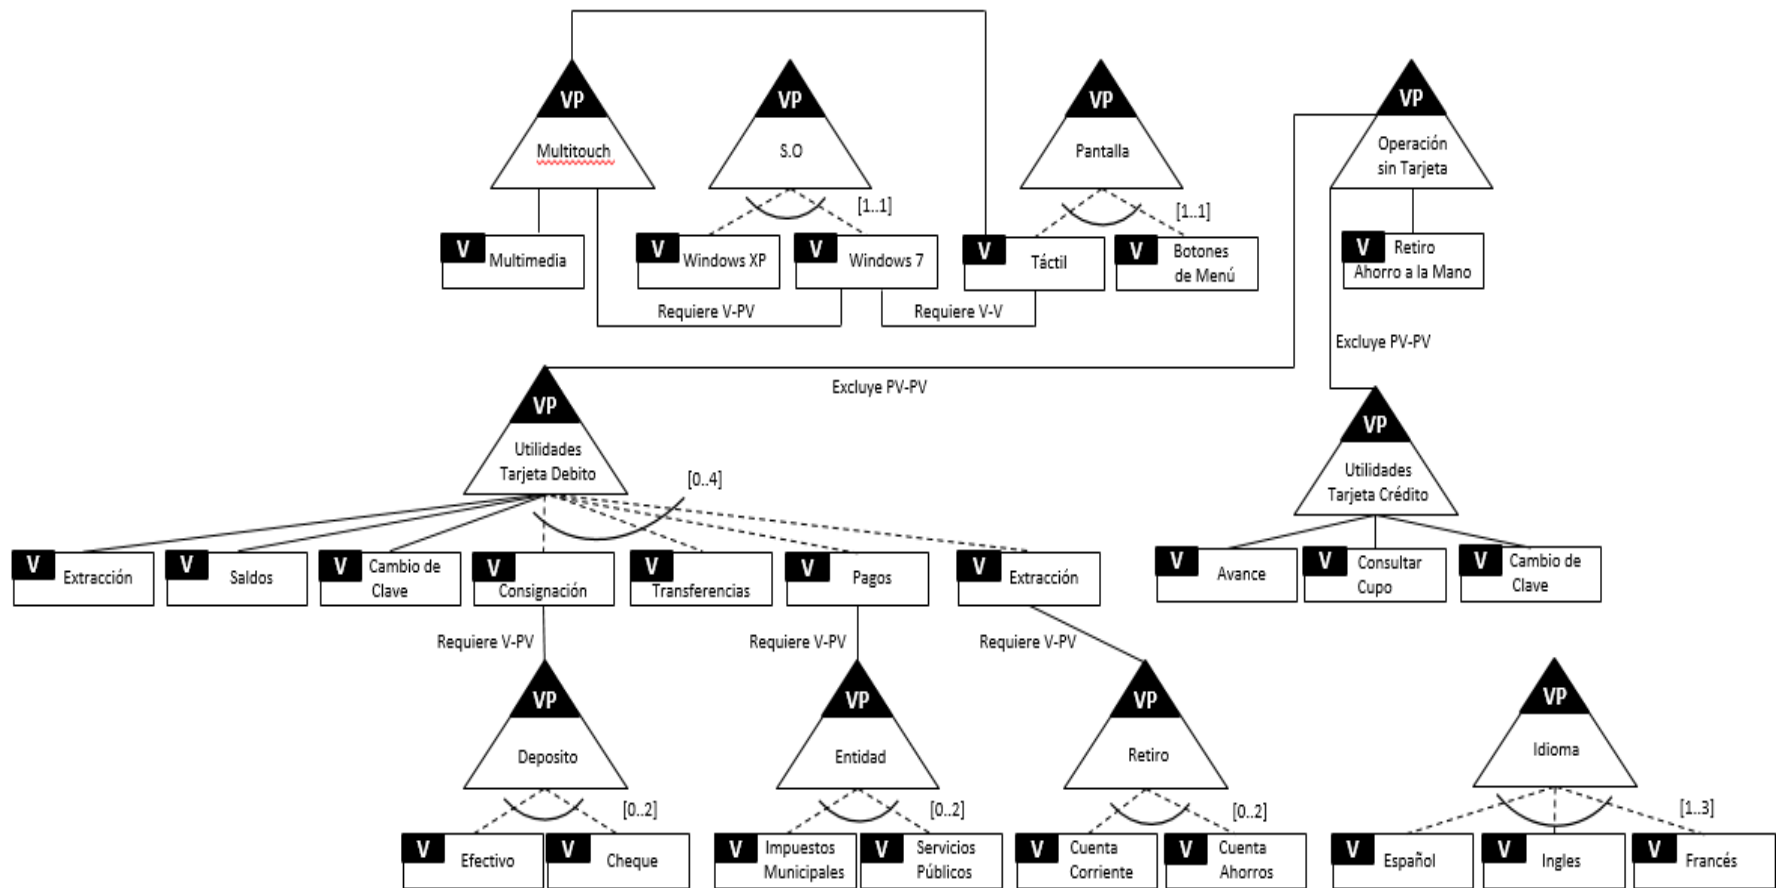 VP
Multitouch
VP
S.O
VP
Pantalla
VP
Operación
sin Tarjeta
[1..1]
[1..1]
V
Multimedia
V
Windows XP
V
Windows 7
V
Táctil
V
Botones
de Menú
V
Retiro
Ahorro a la Mano
Requiere V-PV
Requiere V-V
Excluye PV-PV
Excluye PV-PV
VP
Utilidades
Tarjeta Debito
[0..4]
VP
Utilidades
Tarjeta Crédito
V
Extracción
V
Saldos
V
Cambio de
Clave
V
Consignación
V
Transferencias
V
Pagos
V
Extracción
V
Avance
V
Consultar
Cupo
V
Cambio de
Clave
Requiere V-PV
Requiere V-PV
Requiere V-PV
VP
Deposito
VP
Entidad
VP
Retiro
VP
Idioma
[0..2]
[0..2]
[0..2]
[1..3]
V
Efectivo
V
Cheque
V
Impuestos
Municipales
V
Servicios
Públicos
V
Cuenta
Corriente
V
Cuenta
Ahorros
V
Español
V
Ingles
V
Francés